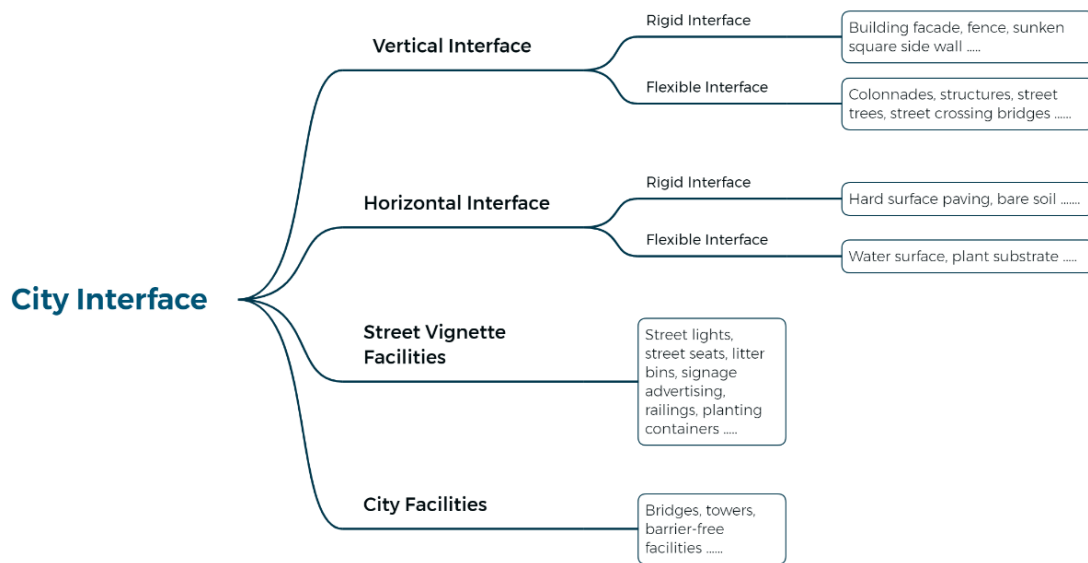 City Interface
Vertical Interface
Rigid Interface
Building facade, fence, sunken
square side wall .....
Flexible Interface
Colonnades, structures, street
trees, street crossing bridges ......
Horizontal Interface
Rigid Interface
Hard surface paving, bare soil .......
Flexible Interface
Water surface, plant substrate .....
Street Vignette
Facilities
Street lights,
street seats, litter
bins, signage
advertising,
railings, planting
containers .....
City Facilities
Bridges, towers,
barrier-free
facilities ......